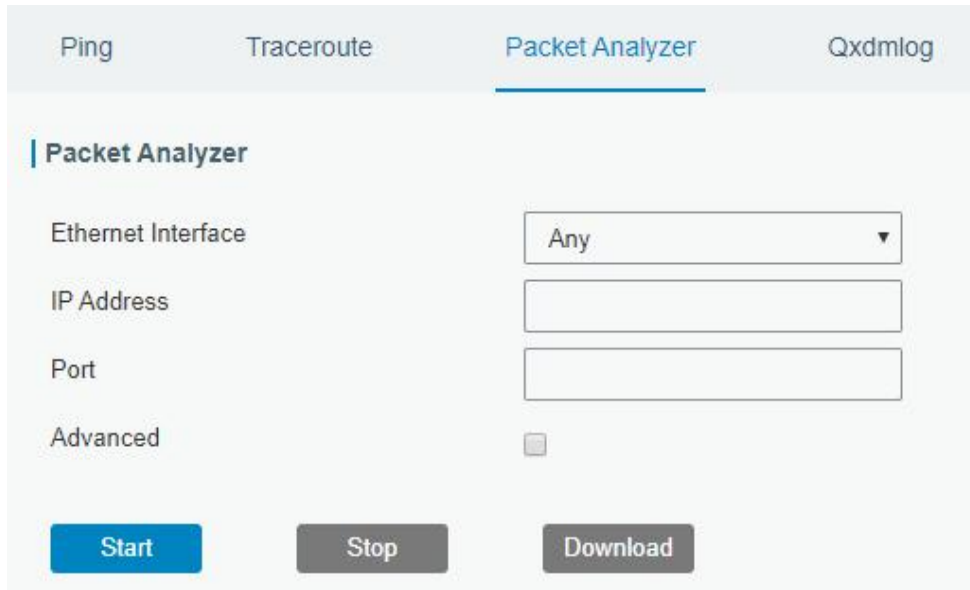 Ping Traceroute Packet Analyzer Qxdmlog
Packet Analyzer
Ethernet Interface Any
IP Address
Port
Advanced
Start Stop Download